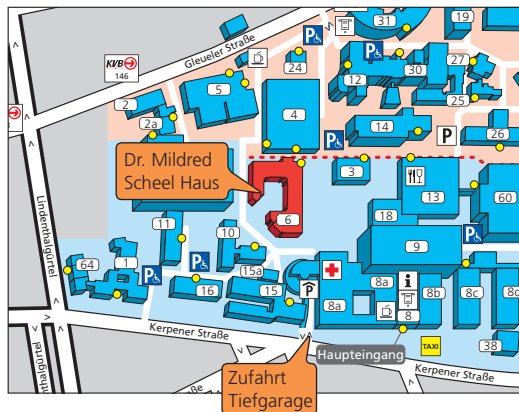 31
19
Gleueler Straße
P
KVB
146
24
P
27
12
30
5
2
4
25
2a
14
P
26
P
Dr. Mildred
Scheel Haus
3
13
60
6
18
11
10
9
Lindenthalgürtel
P
64
1
P
15a
i
16
15
P
8a
8a
8b
8c
8c
8
Kerpener Straße
Haupteingang
TAXI
38
Kerpener Straße
Zufahrt
Tiefgarage